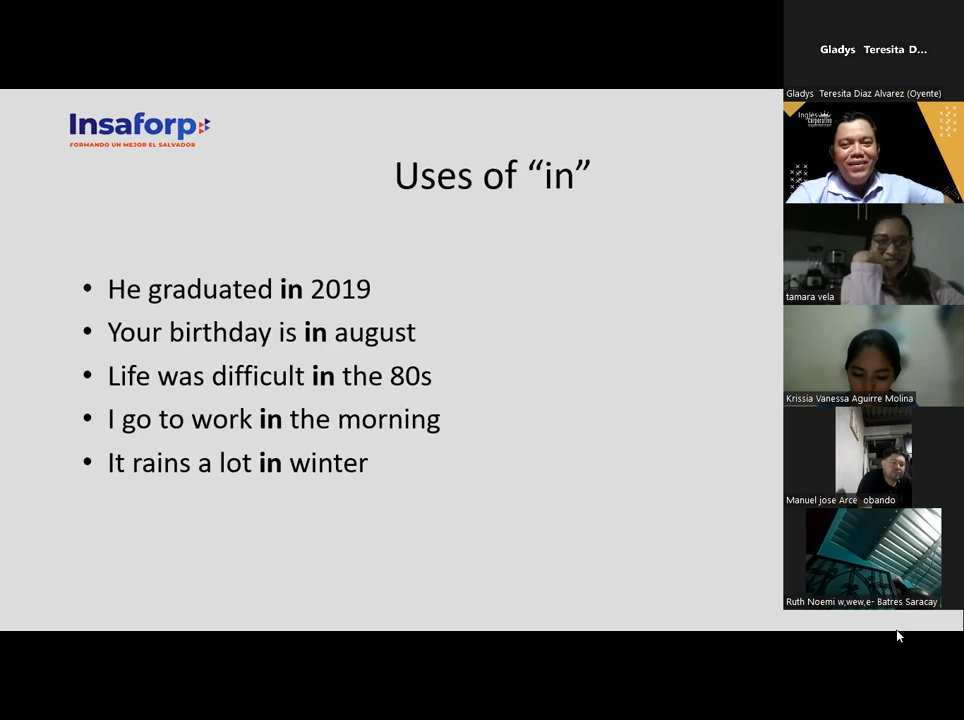 Gladys Teresita D...
Gladys Teresita Diaz Alvarez (Oyente)
Insaforp
FORMANDO UN MEJOR EL SALVADOR
Uses of “in”
• He graduated in 2019
• Your birthday is in august
• Life was difficult in the 80s
• I go to work in the morning
• It rains a lot in winter
Inglés
corporativo
tamara vela
Krissia Vanessa Aguirre Molina
Manuel jose Arce obando
Ruth Noemi w,wew,e- Batres Saracay